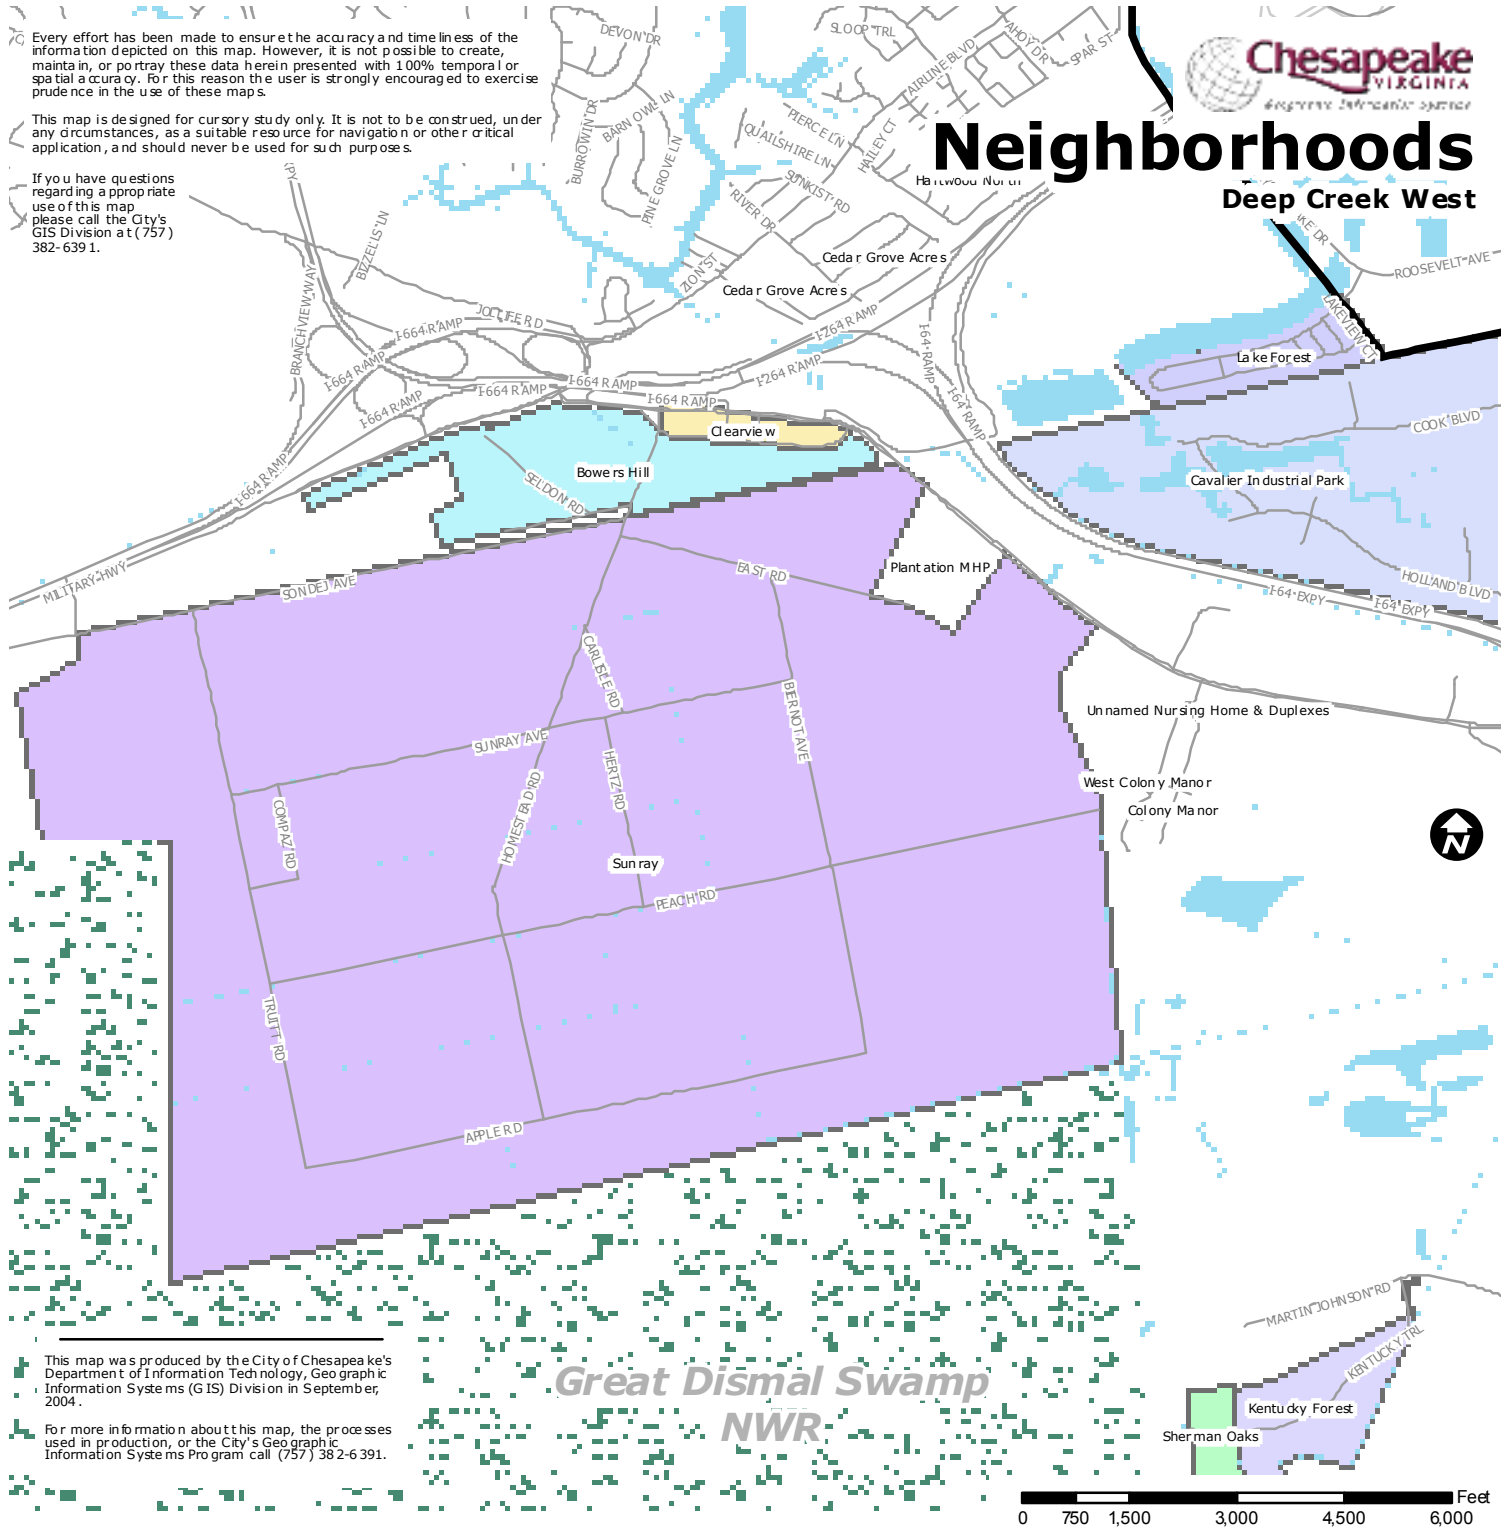 Every effort has been made to ensure the accuracy and timeliness of the
information depicted on this map. However, it is not possible to create,
maintain, or portray these data herein presented with 100% temporal or
spatial accuracy. For this reason the user is strongly encouraged to exercise
prudence in the use of these maps.
This map is designed for cursory study only. It is not to be construed, under
any circumstances, as a suitable resource for navigation or other critical
application, and should never be used for such purposes.
If you have questions
regarding appropriate
use of this map
please call the City's
GIS Division at (757)
382-6391.
Chesapeake
VIRGINIA
Geographic Information Systems
Neighborhoods
Deep Creek West
DEVON DR
SLOOP TRL
AHOY DR
SPAR ST
AIRLINE BLVD
BURROWIN DR
BARN OWL LN
PINE GROVE LN
PIERCE LN
QUAILSHIRE LN
HAILEY CT
SUNKIST RD
RIVER DR
Hartwood North
BIZZELLS LN
ZION ST
Cedar Grove Acres
Cedar Grove Acres
ROOSEVELT AVE
LAKEVIEW CT
BRANCHVIEW WAY
JOLLIFF RD
I-664 RAMP
I-264 RAMP
I-64 RAMP
I-664 RAMP
I-664 RAMP
I-664 RAMP
I-264 RAMP
I-664 RAMP
I-664 RAMP
I-64 RAMP
I-664 RAMP
Lake Forest
COOK BLVD
Clearview
Bowers Hill
SELDON RD
Cavalier Industrial Park
MILITARY HWY
SONDEJ AVE
EAST RD
Plantation MHP
HOLLAND BLVD
I-64 EXPY
I-64 EXPY
CARLISLE RD
BIERNOT AVE
Unnamed Nursing Home & Duplexes
SUNRAY AVE
HERTZ RD
West Colony Manor
Colony Manor
COMPAZ RD
HOMESTEAD RD
N
Sunray
PEACH RD
TRUITT RD
APPLE RD
MARTIN JOHNSON RD
KENTUCKY TRL
Kentucky Forest
Sherman Oaks
Great Dismal Swamp
NWR
This map was produced by the City of Chesapeake's
Department of Information Technology, Geographic
Information Systems (GIS) Division in September,
2004.
For more information about this map, the processes
used in production, or the City's Geographic
Information Systems Program call (757) 382-6391.
Feet
0 750 1,500 3,000 4,500 6,000